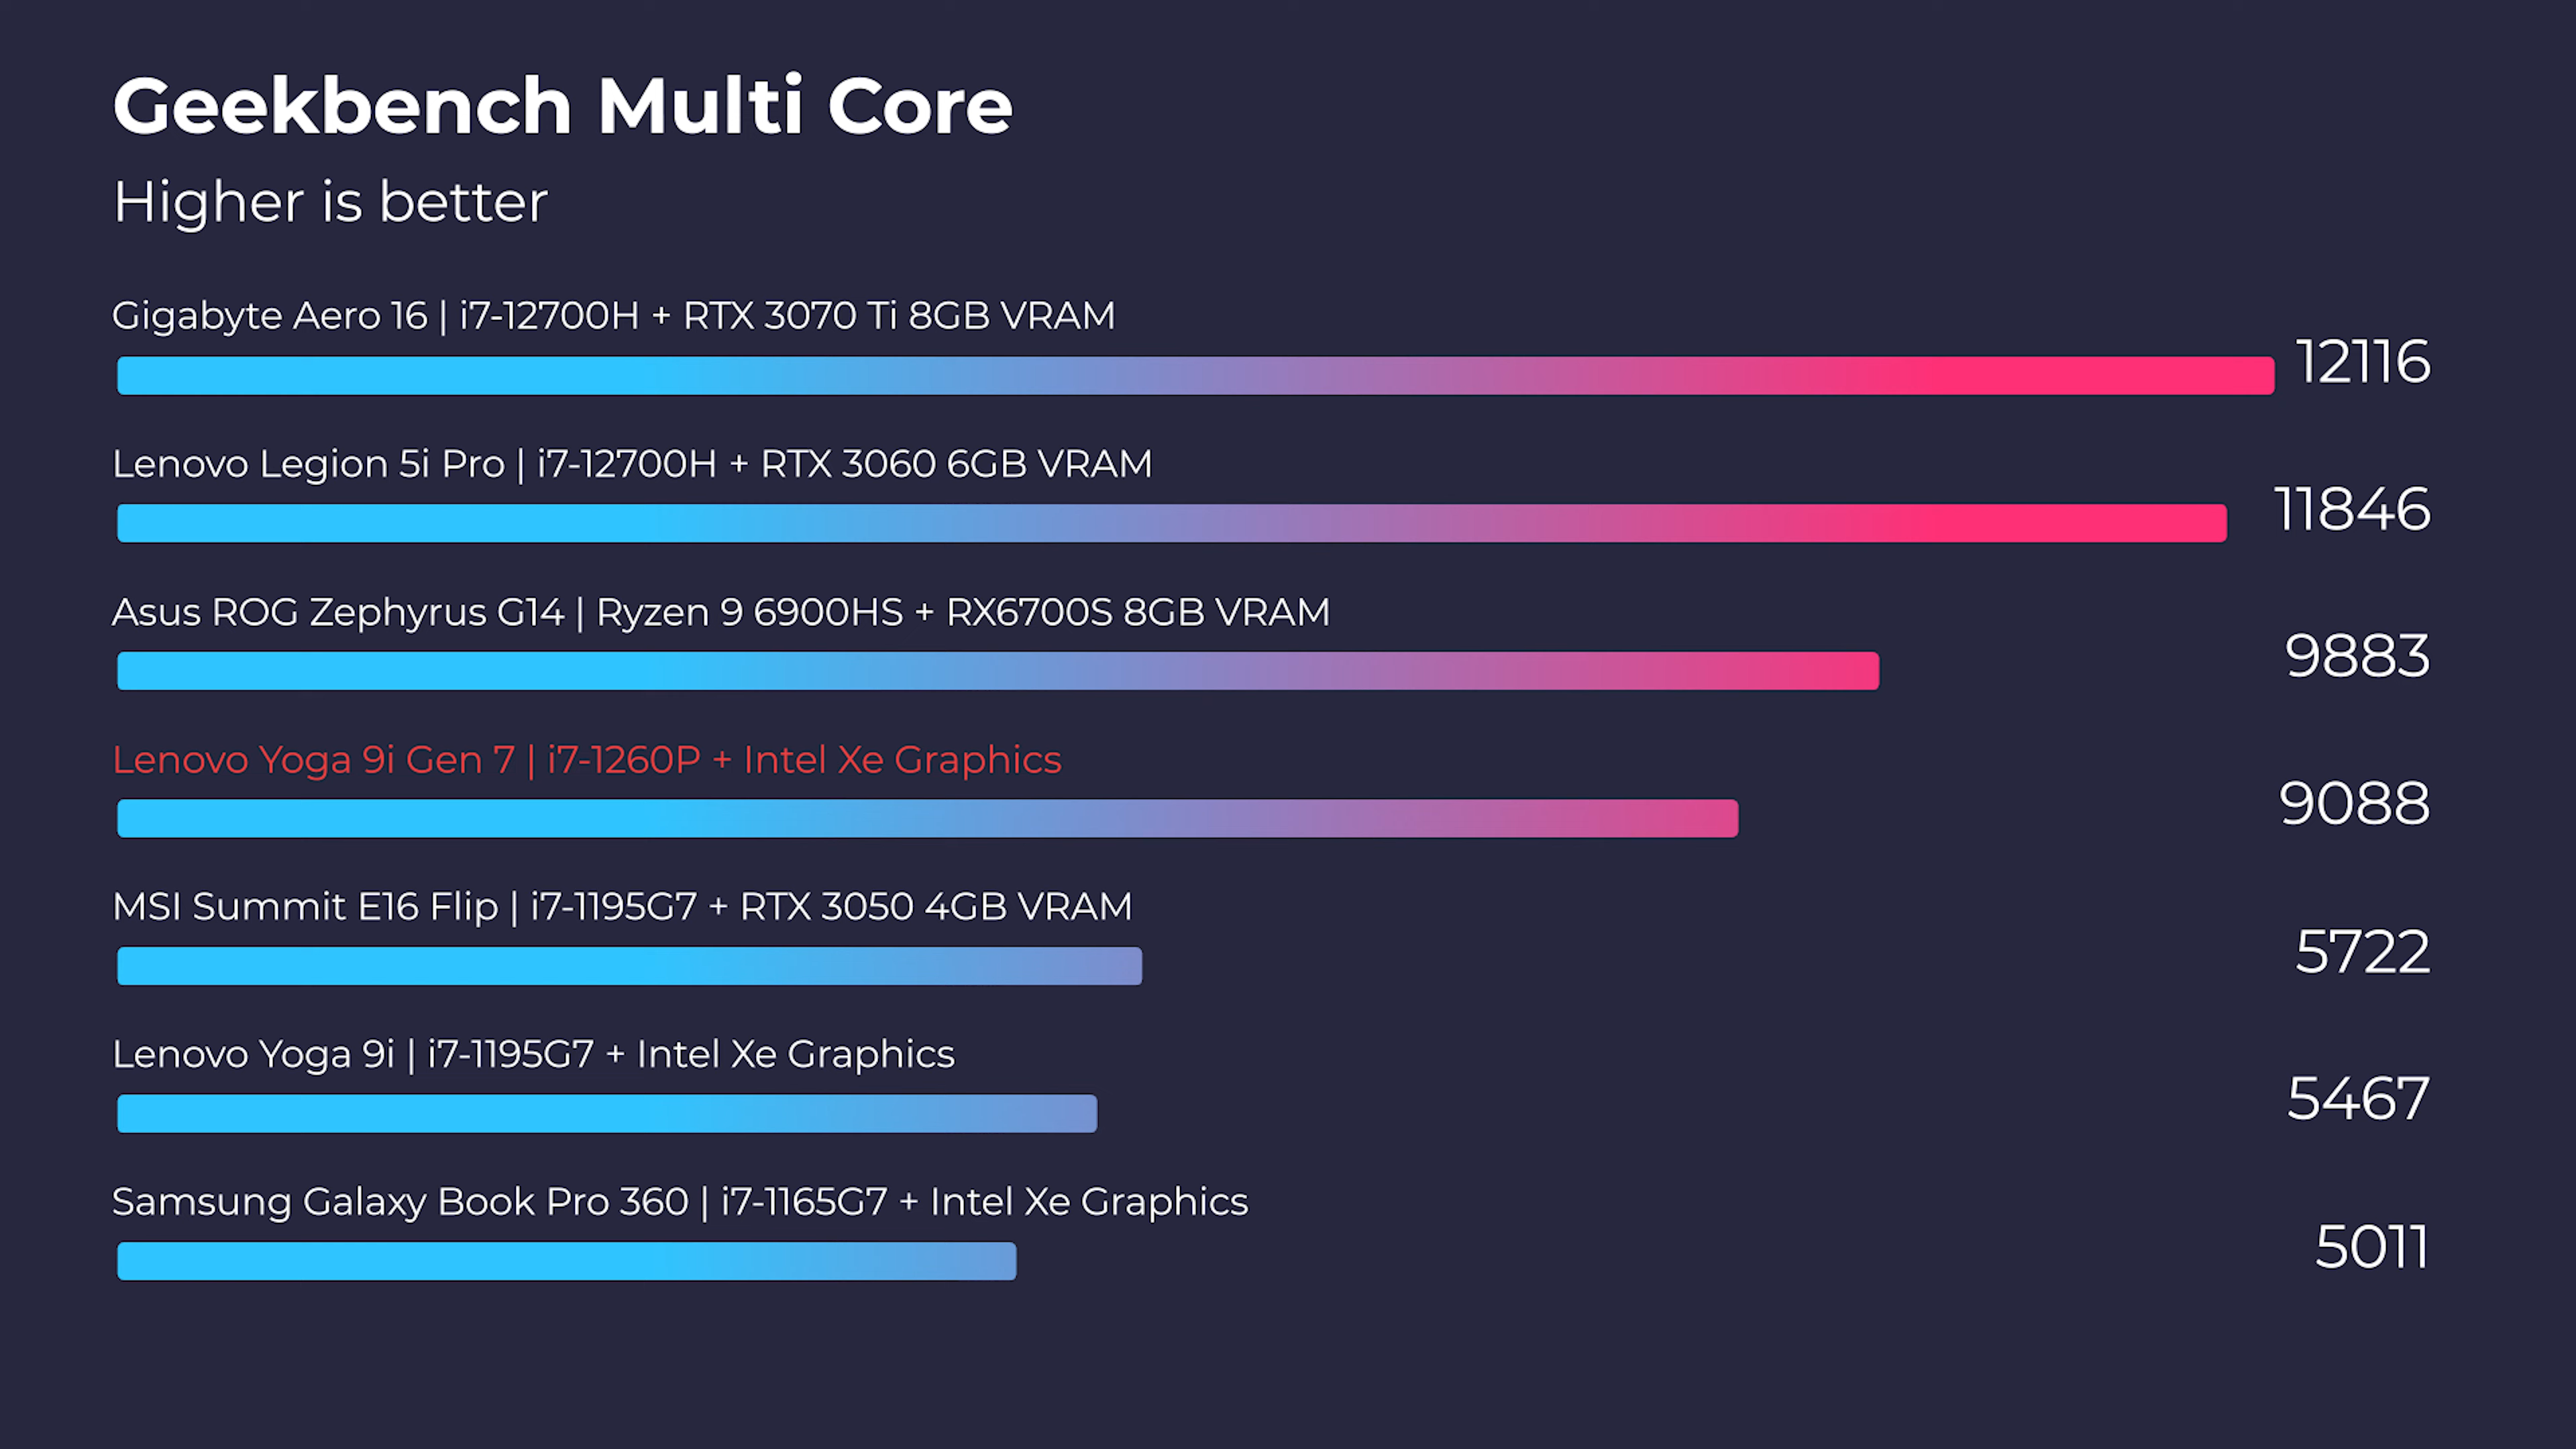 Geekbench Multi Core
Higher is better
Gigabyte Aero 16 | i7-12700H + RTX 3070 Ti 8GB VRAM
12116
Lenovo Legion 5i Pro | i7-12700H + RTX 3060 6GB VRAM
11846
Asus ROG Zephyrus G14 | Ryzen 9 6900HS + RX6700S 8GB VRAM
9883
Lenovo Yoga 9i Gen 7 | i7-1260P + Intel Xe Graphics
9088
MSI Summit E16 Flip | i7-1195G7 + RTX 3050 4GB VRAM
5722
Lenovo Yoga 9i | i7-1195G7 + Intel Xe Graphics
5467
Samsung Galaxy Book Pro 360 | i7-1165G7 + Intel Xe Graphics
5011